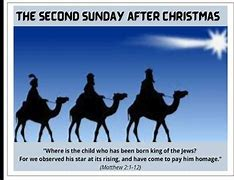 THE SECOND SUNDAY AFTER CHRISTMAS
"Where is the child who has been born king of the Jews?
For we observed his star at its rising, and have come to pay him homage."
(Matthew 2:1-12)